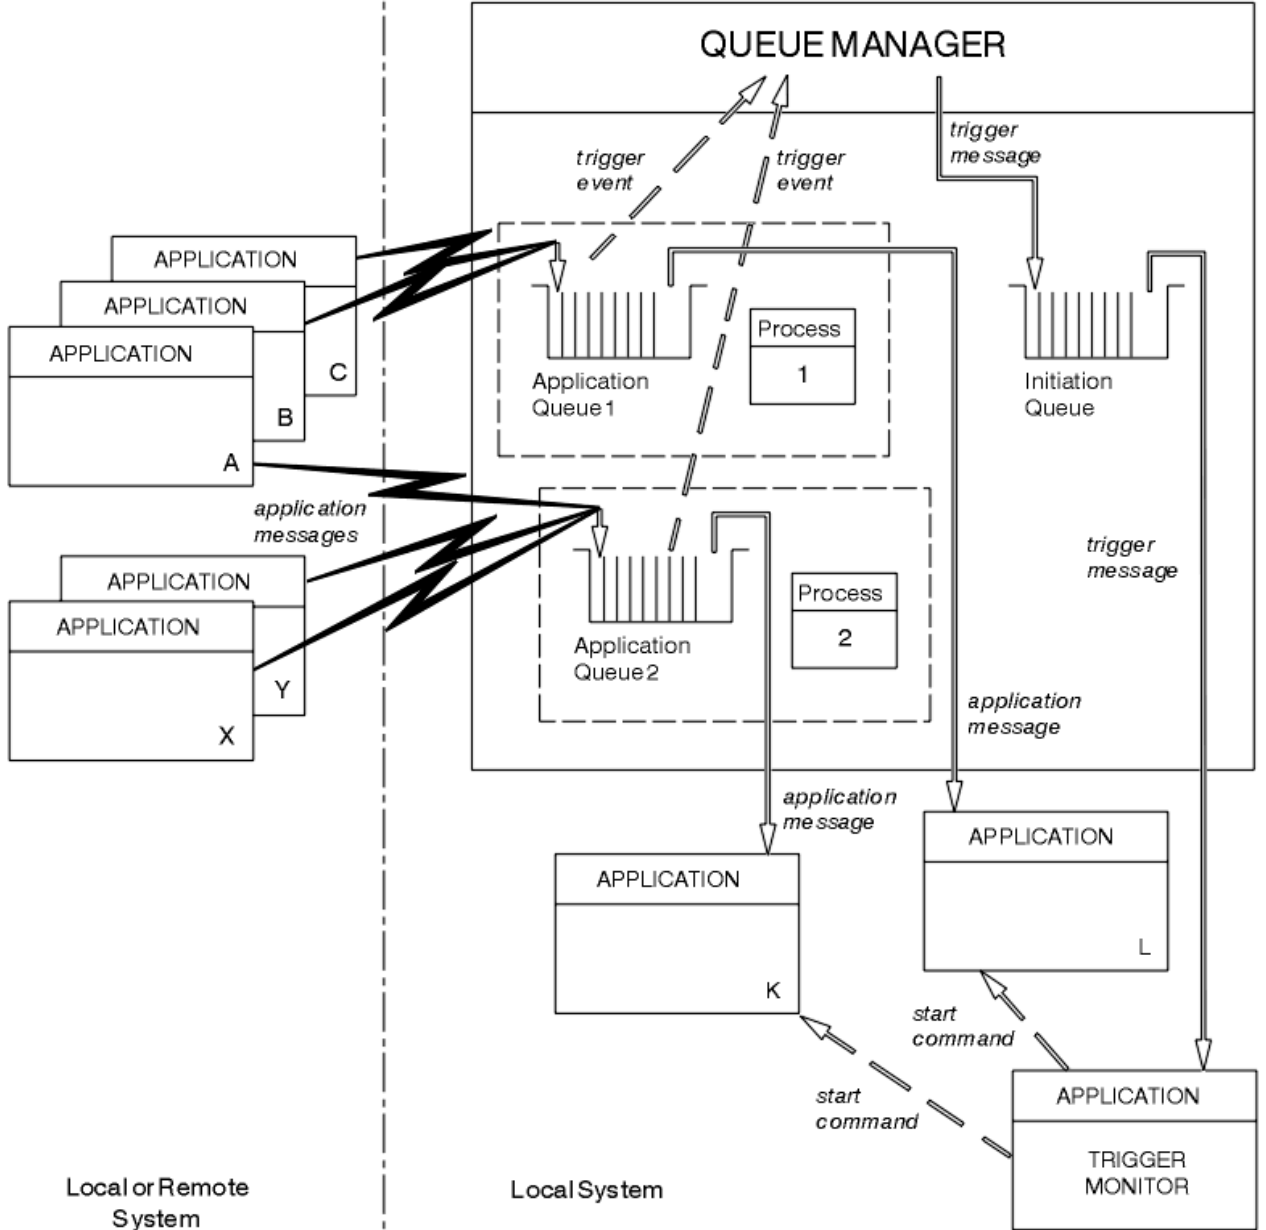 QUEUE MANAGER
trigger
event
trigger
event
trigger
message
APPLICATION
C
APPLICATION
B
APPLICATION
A
Application
Queue 1
Process
1
Initiation
Queue
application
messages
APPLICATION
Y
APPLICATION
X
Application
Queue 2
Process
2
trigger
message
application
message
application
message
APPLICATION
K
APPLICATION
L
start
command
start
command
APPLICATION
TRIGGER
MONITOR
Local or Remote
System
Local System